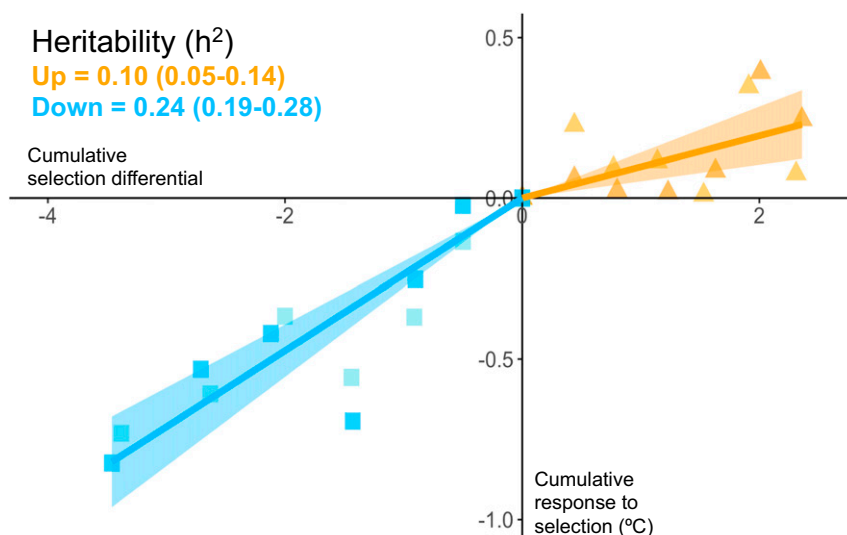 Heritability (h²)
Up = 0.10 (0.05-0.14)
Down = 0.24 (0.19-0.28)
0.5
Cumulative
selection differential
0.0
-4
-2
0
2
-0.5
Cumulative
response to
selection (ºC)
-1.0